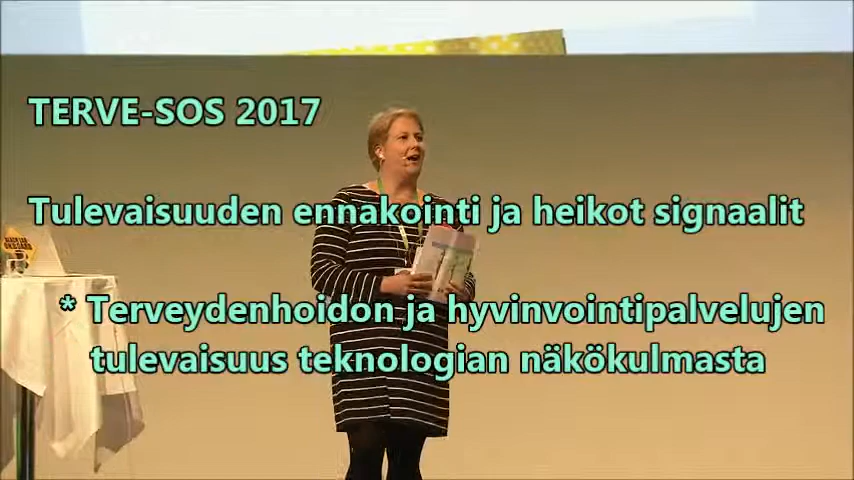 TERVE-SOS 2017
Tulevaisuuden ennakointi ja heikot signaalit
* Terveydenhoidon ja hyvinvointipalvelujen
tulevaisuus teknologian näkökulmasta